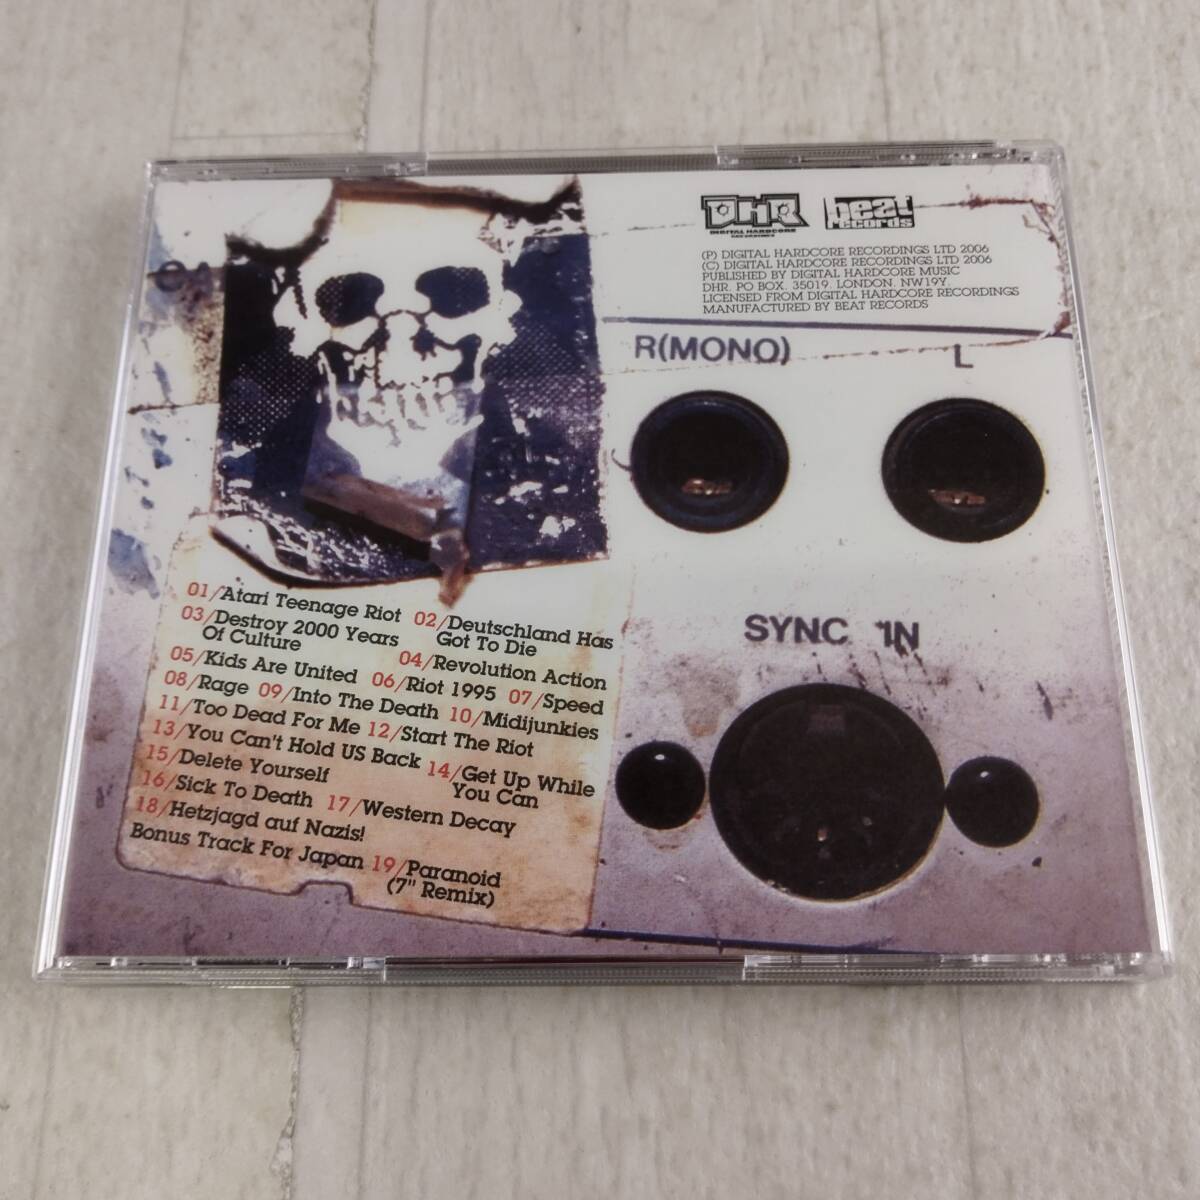 DHR
DIGITAL HARDCORE
RECORDINGS
beat
records
(P) DIGITAL HARDCORE RECORDINGS LTD 2006
(C) DIGITAL HARDCORE RECORDINGS LTD 2006
PUBLISHED BY DIGITAL HARDCORE MUSIC
DHR. PO BOX. 35019. LONDON. NW19Y.
LICENSED FROM DIGITAL HARDCORE RECORDINGS
MANUFACTURED BY BEAT RECORDS
R(MONO) L
SYNC IN
01/Atari Teenage Riot 02/Deutschland Has
Got To Die
03/Destroy 2000 Years
Of Culture
04/Revolution Action
05/Kids Are United 06/Riot 1995 07/Speed
08/Rage 09/Into The Death 10/Midijunkies
11/Too Dead For Me 12/Start The Riot
13/You Can't Hold US Back 14/Get Up While
You Can
15/Delete Yourself
16/Sick To Death 17/Western Decay
18/Hetzjagd auf Nazis!
Bonus Track For Japan 19/Paranoid
(7" Remix)